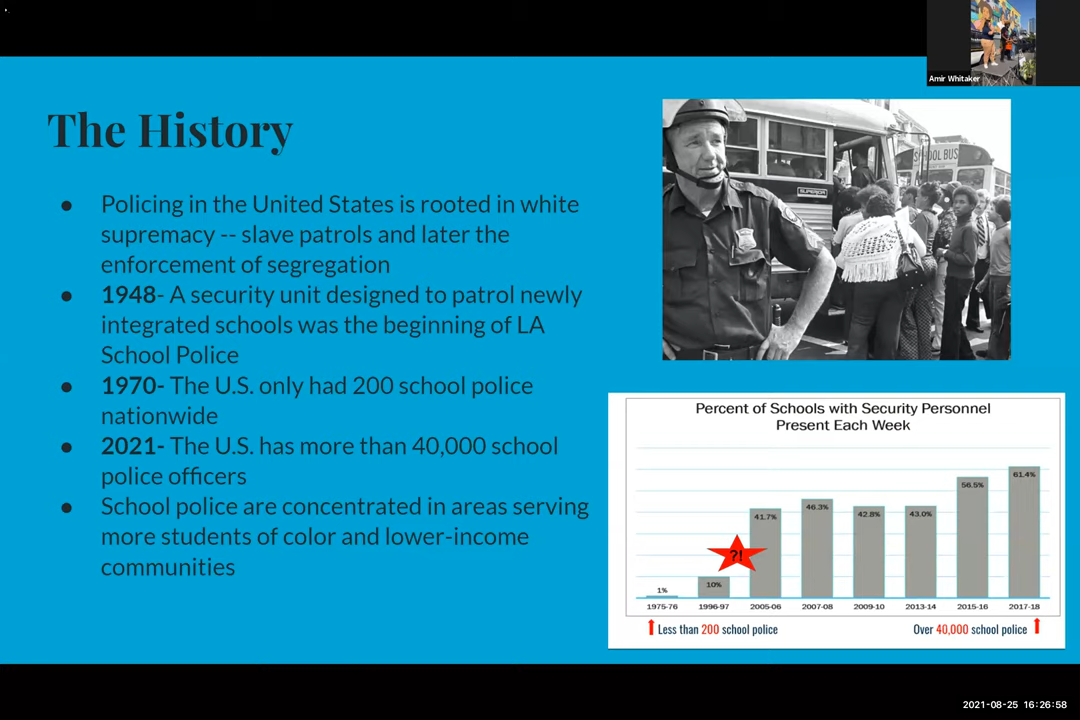 Amir Whitaker
The History
● Policing in the United States is rooted in white
supremacy -- slave patrols and later the
enforcement of segregation
● 1948- A security unit designed to patrol newly
integrated schools was the beginning of LA
School Police
● 1970- The U.S. only had 200 school police
nationwide
● 2021- The U.S. has more than 40,000 school
police officers
● School police are concentrated in areas serving
more students of color and lower-income
communities
SUPERIOR
SCHOOL BUS
Percent of Schools with Security Personnel
Present Each Week
1%
10%
?!
41.7%
46.3%
42.8%
43.0%
56.5%
61.4%
1975-76 1996-97 2005-06 2007-08 2009-10 2013-14 2015-16 2017-18
Less than 200 school police
Over 40,000 school police
2021-08-25 16:26:58